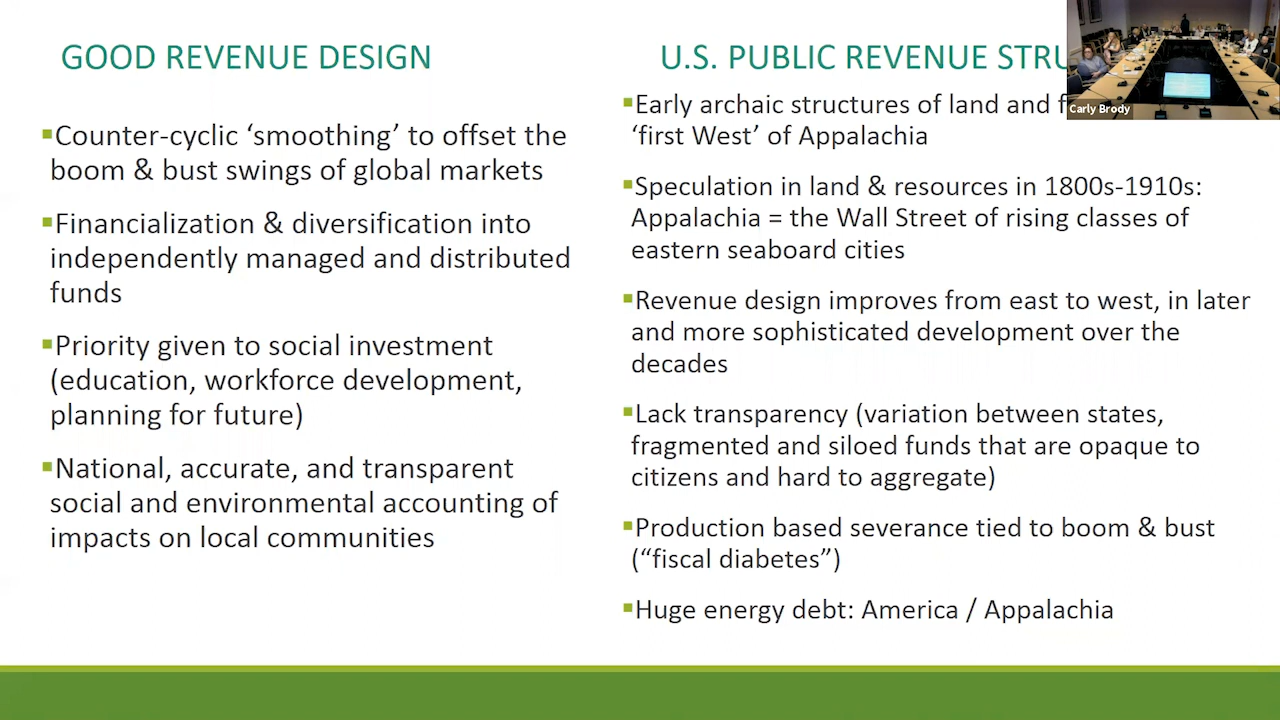 GOOD REVENUE DESIGN
▪Counter-cyclic ‘smoothing’ to offset the
boom & bust swings of global markets
▪Financialization & diversification into
independently managed and distributed
funds
▪Priority given to social investment
(education, workforce development,
planning for future)
▪National, accurate, and transparent
social and environmental accounting of
impacts on local communities
U.S. PUBLIC REVENUE
▪Early archaic structures of land and
‘first West’ of Appalachia
▪Speculation in land & resources in 1800s-1910s:
Appalachia = the Wall Street of rising classes of
eastern seaboard cities
▪Revenue design improves from east to west, in later
and more sophisticated development over the
decades
▪Lack transparency (variation between states,
fragmented and siloed funds that are opaque to
citizens and hard to aggregate)
▪Production based severance tied to boom & bust
(“fiscal diabetes”)
▪Huge energy debt: America / Appalachia
Carly Brody